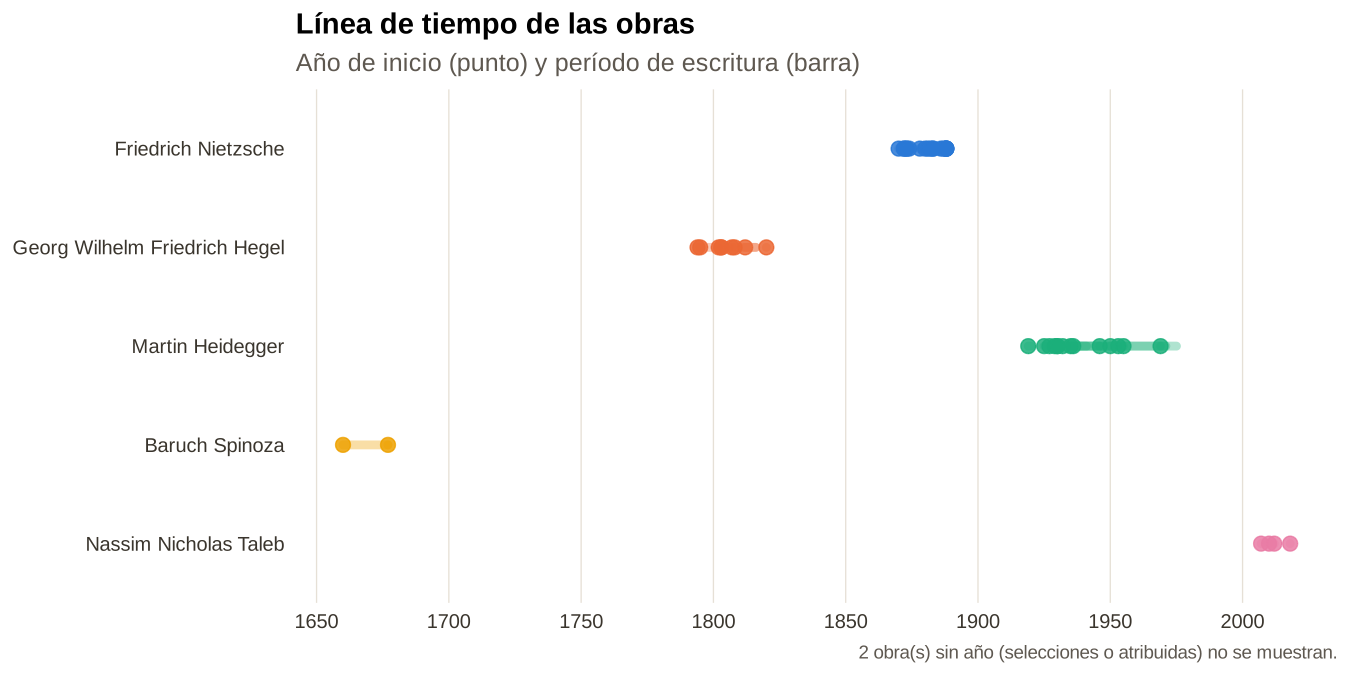 Línea de tiempo de las obras
Año de inicio (punto) y período de escritura (barra)
Friedrich Nietzsche
Georg Wilhelm Friedrich Hegel
Martin Heidegger
Baruch Spinoza
Nassim Nicholas Taleb
1650 1700 1750 1800 1850 1900 1950 2000
2 obra(s) sin año (selecciones o atribuidas) no se muestran.